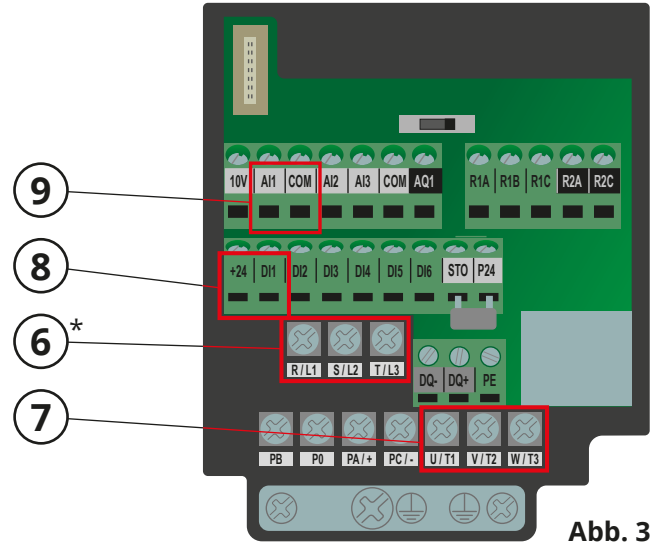 9
10V AI1 COM AI2 AI3 COM AQ1 R1A R1B R1C R2A R2C
8
+24 DI1 DI2 DI3 DI4 DI5 DI6 STO P24
6*
R/L1 S/L2 T/L3
DQ- DQ+ PE
7
PB P0 PA/+ PC/- U/T1 V/T2 W/T3
Abb. 3